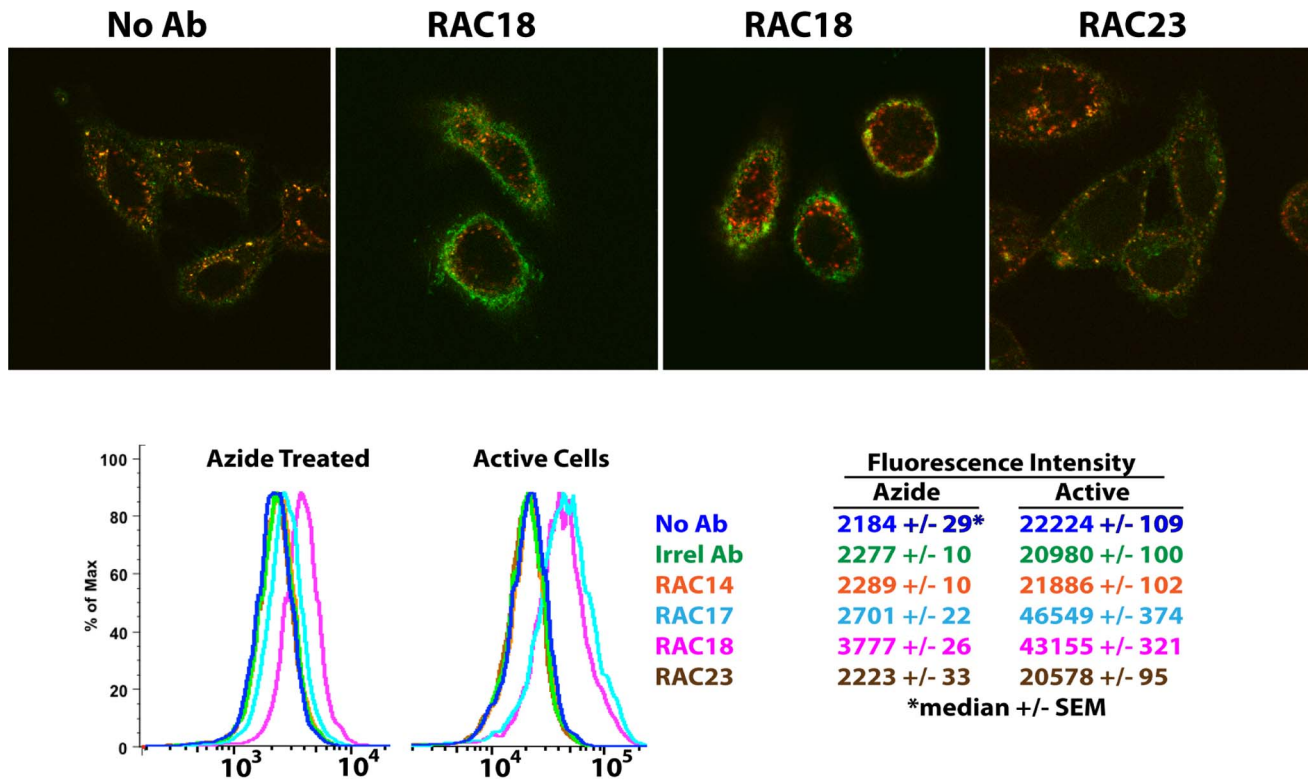 No Ab RAC18 RAC18 RAC23
Azide Treated Active Cells
% of Max
100
80
60
40
20
0
10³ 10⁴ 10⁴ 10⁵
Fluorescence Intensity
Azide Active
No Ab 2184 +/- 29* 22224 +/- 109
Irrel Ab 2277 +/- 10 20980 +/- 100
RAC14 2289 +/- 10 21886 +/- 102
RAC17 2701 +/- 22 46549 +/- 374
RAC18 3777 +/- 26 43155 +/- 321
RAC23 2223 +/- 33 20578 +/- 95
*median +/- SEM